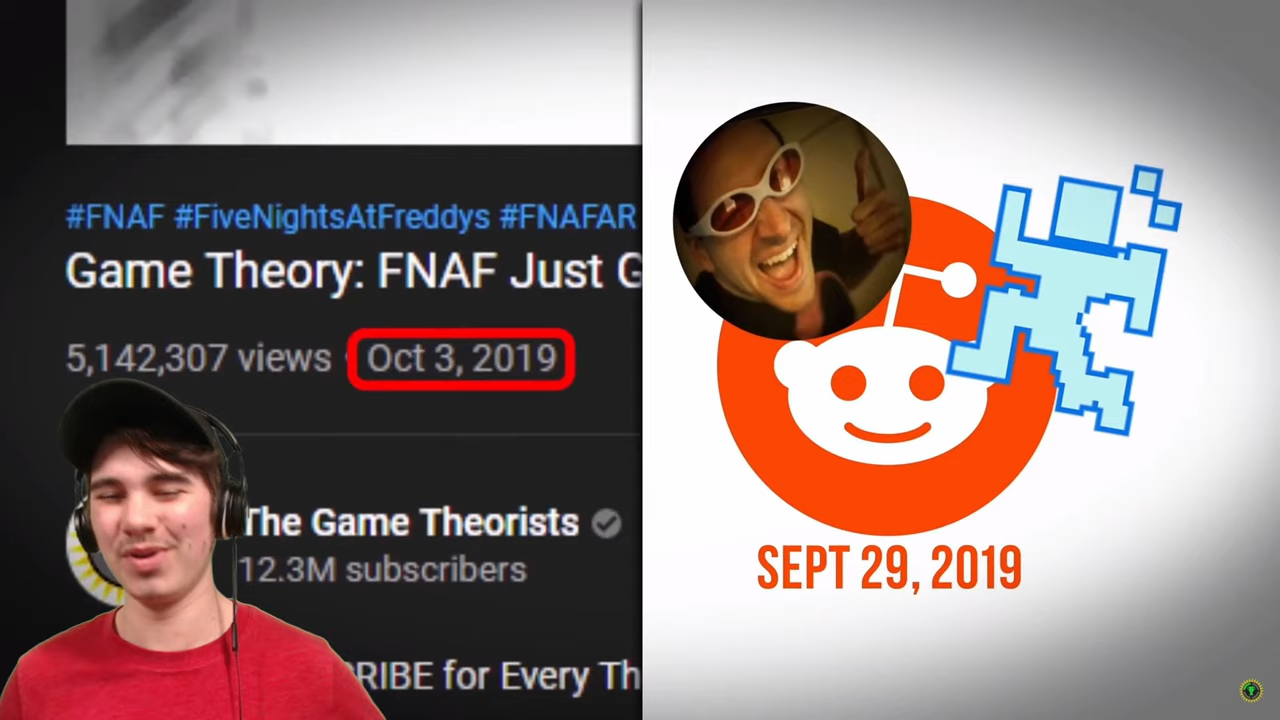 #FNAF #FiveNightsAtFreddys #FNAFAR
Game Theory: FNAF Just G
5,142,307 views
Oct 3, 2019
The Game Theorists
12.3M subscribers
RIBE for Every Th
SEPT 29, 2019